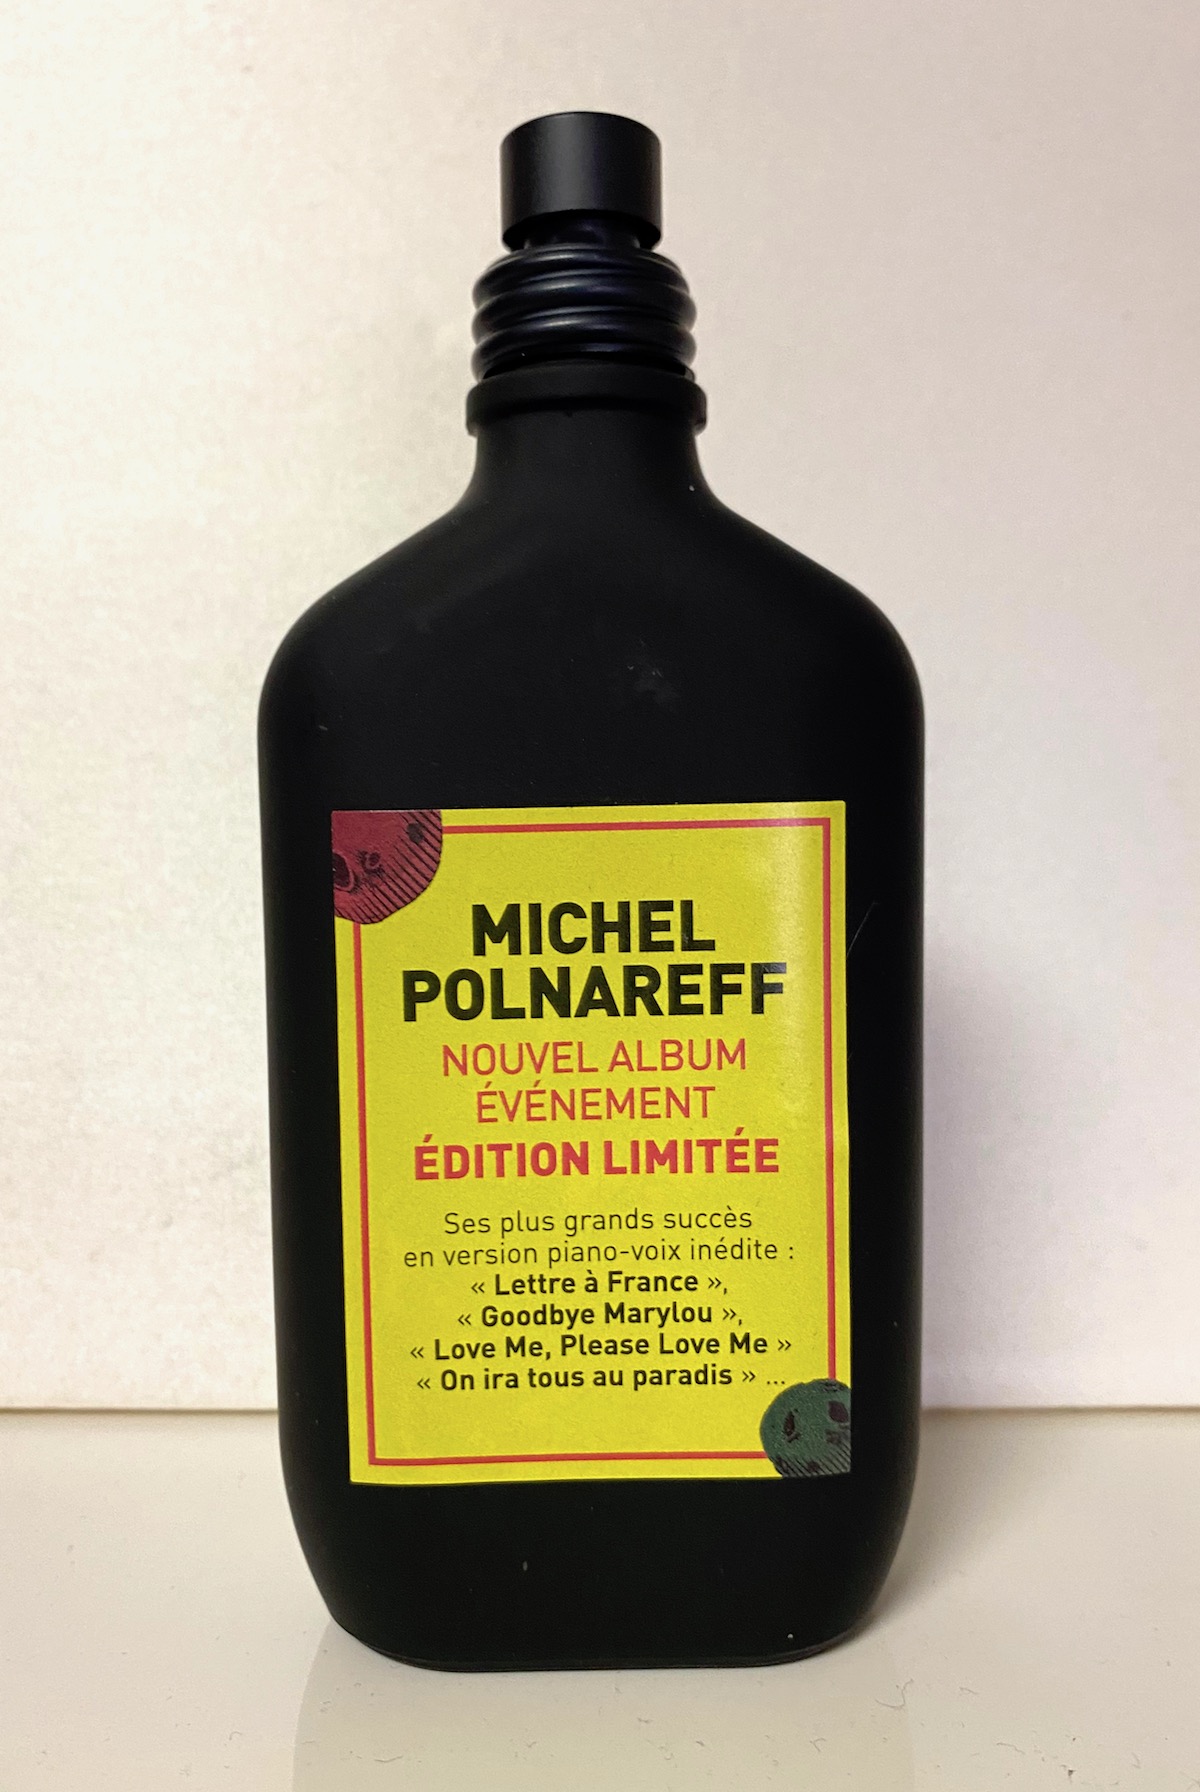 MICHEL
POLNAREFF
NOUVEL ALBUM
ÉVÉNEMENT
ÉDITION LIMITÉE
Ses plus grands succès
en version piano-voix inédite :
« Lettre à France »,
« Goodbye Marylou »,
« Love Me, Please Love Me »
« On ira tous au paradis » ...